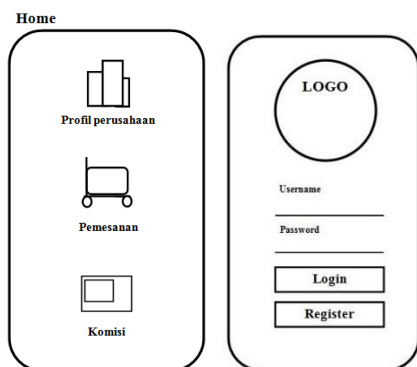 Home
Profil perusahaan
Pemesanan
Komisi
LOGO
Username
Password
Login
Register